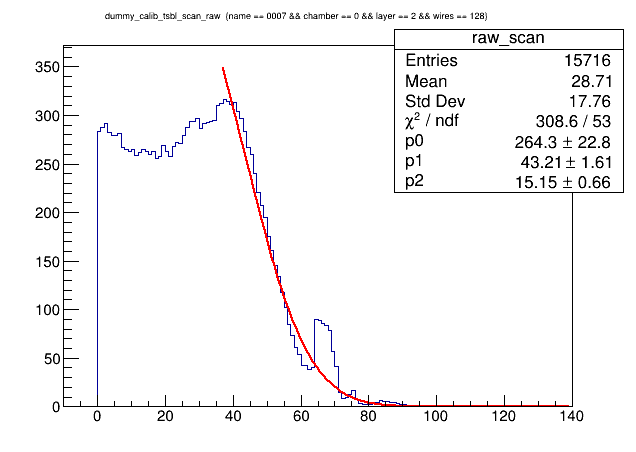 dummy_calib_tsbl_scan_raw (name == 0007 && chamber == 0 && layer == 2 && wires == 128)
raw_scan
Entries 15716
Mean 28.71
Std Dev 17.76
χ² / ndf 308.6 / 53
p0 264.3 ± 22.8
p1 43.21 ± 1.61
p2 15.15 ± 0.66
350
300
250
200
150
100
50
0
0 20 40 60 80 100 120 140